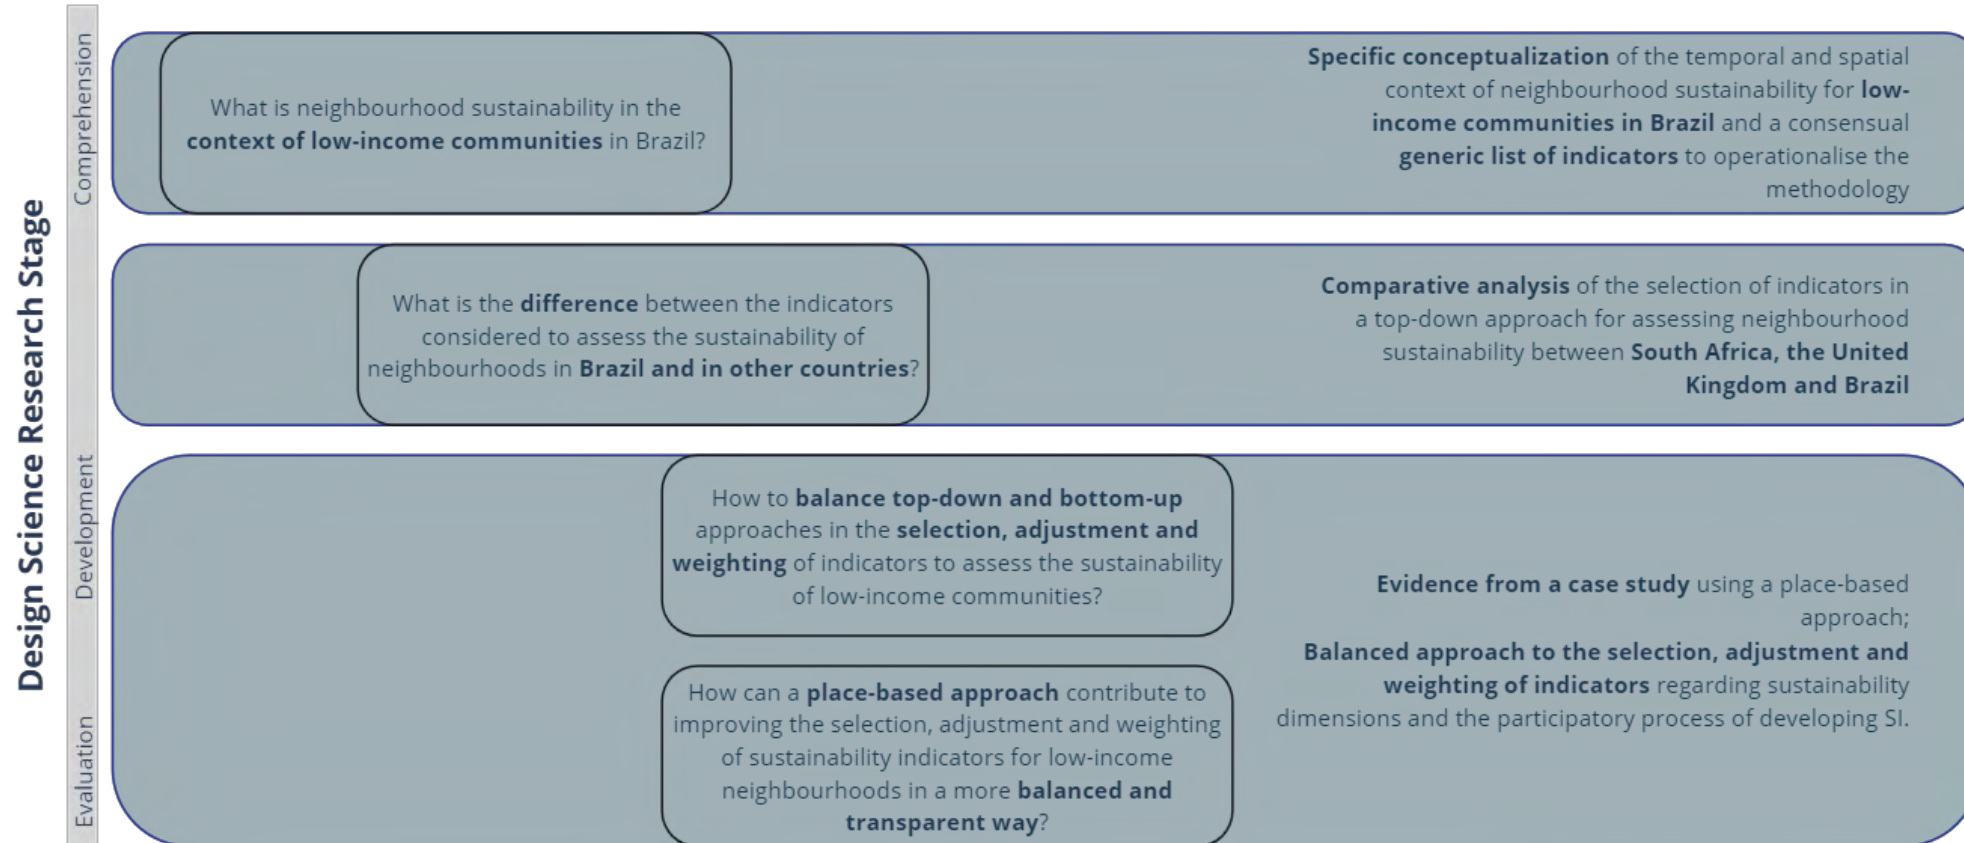 Design Science Research Stage
Comprehension
What is neighbourhood sustainability in the
context of low-income communities in Brazil?
Specific conceptualization of the temporal and spatial
context of neighbourhood sustainability for low-
income communities in Brazil and a consensual
generic list of indicators to operationalise the
methodology
Development
What is the difference between the indicators
considered to assess the sustainability of
neighbourhoods in Brazil and in other countries?
Comparative analysis of the selection of indicators in
a top-down approach for assessing neighbourhood
sustainability between South Africa, the United
Kingdom and Brazil
How to balance top-down and bottom-up
approaches in the selection, adjustment and
weighting of indicators to assess the sustainability
of low-income communities?
Evaluation
How can a place-based approach contribute to
improving the selection, adjustment and weighting
of sustainability indicators for low-income
neighbourhoods in a more balanced and
transparent way?
Evidence from a case study using a place-based
approach;
Balanced approach to the selection, adjustment and
weighting of indicators regarding sustainability
dimensions and the participatory process of developing SI.